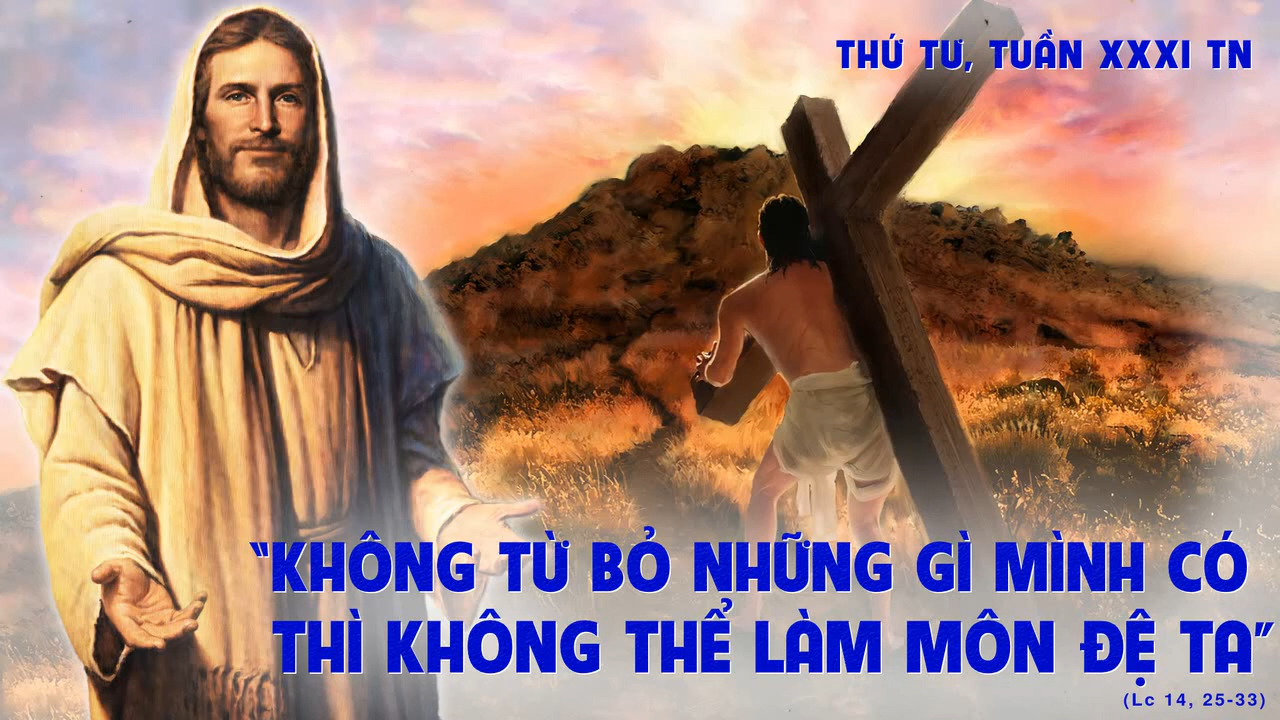 THỨ TƯ, TUẦN XXXI TN
“KHÔNG TỪ BỎ NHỮNG GÌ MÌNH CÓ
THÌ KHÔNG THỂ LÀM MÔN ĐỆ TA”
(Lc 14, 25-33)